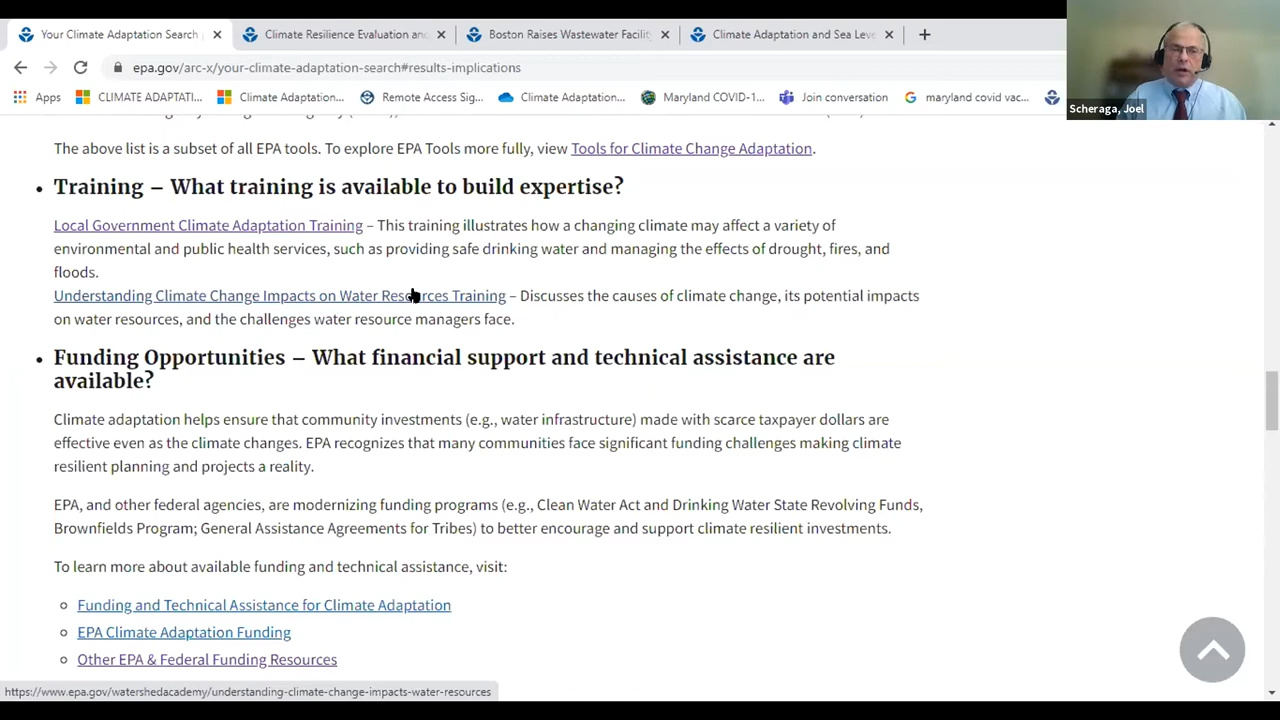 Your Climate Adaptation Search
Climate Resilience Evaluation and
Boston Raises Wastewater Facility
Climate Adaptation and Sea Leve
epa.gov/arc-x/your-climate-adaptation-search#results-implications
Apps
CLIMATE ADAPTATI...
Climate Adaptation...
Remote Access Sig...
Climate Adaptation...
Maryland COVID-1...
Join conversation
maryland covid vac...
Scheraga, Joel
The above list is a subset of all EPA tools. To explore EPA Tools more fully, view Tools for Climate Change Adaptation.
• Training – What training is available to build expertise?
Local Government Climate Adaptation Training – This training illustrates how a changing climate may affect a variety of
environmental and public health services, such as providing safe drinking water and managing the effects of drought, fires, and
floods.
Understanding Climate Change Impacts on Water Resources Training – Discusses the causes of climate change, its potential impacts
on water resources, and the challenges water resource managers face.
• Funding Opportunities – What financial support and technical assistance are
available?
Climate adaptation helps ensure that community investments (e.g., water infrastructure) made with scarce taxpayer dollars are
effective even as the climate changes. EPA recognizes that many communities face significant funding challenges making climate
resilient planning and projects a reality.
EPA, and other federal agencies, are modernizing funding programs (e.g., Clean Water Act and Drinking Water State Revolving Funds,
Brownfields Program; General Assistance Agreements for Tribes) to better encourage and support climate resilient investments.
To learn more about available funding and technical assistance, visit:
Funding and Technical Assistance for Climate Adaptation
EPA Climate Adaptation Funding
Other EPA & Federal Funding Resources
https://www.epa.gov/watershedacademy/understanding-climate-change-impacts-water-resources